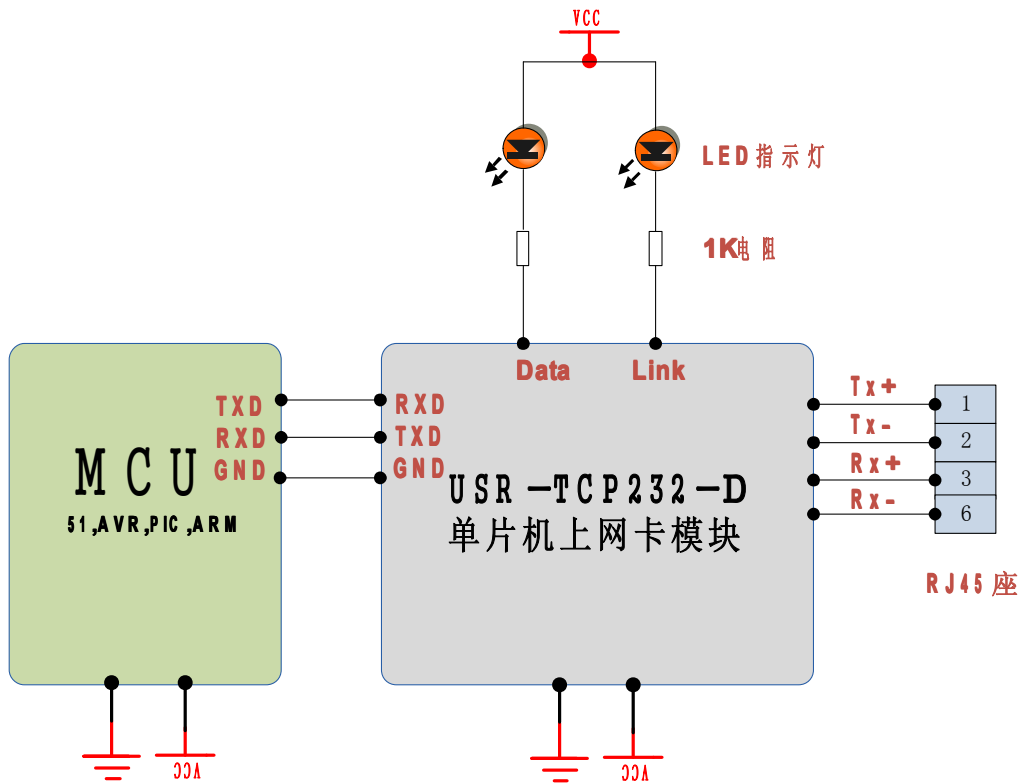 VCC
LED指示灯
1K电阻
Data
Link
TXD
RXD
GND
MCU
51,AVR,PIC,ARM
RXD
TXD
GND
USR-TCP232-D
单片机上网卡模块
Tx+
Tx-
Rx+
Rx-
1
2
3
6
RJ45座
VCC
VCC